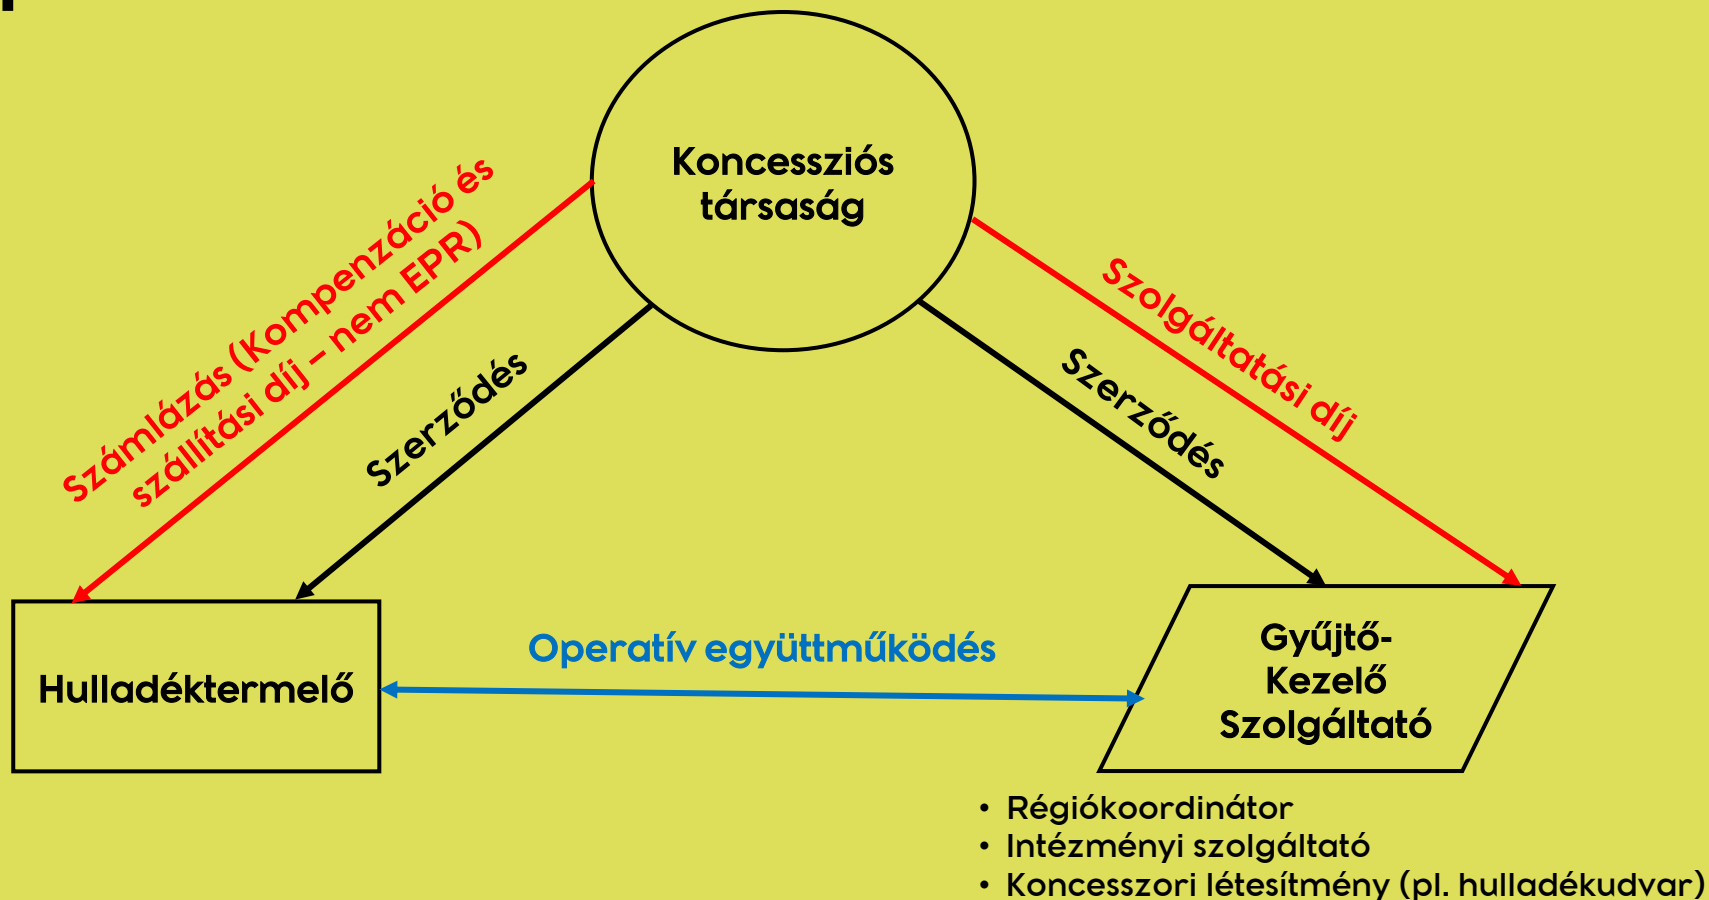 Koncessziós
társaság
Számlázás (Kompenzáció és
szállítási díj – nem EPR)
Szerződés
Szerződés
Szolgáltatási díj
Operatív együttműködés
Hulladéktermelő
Gyűjtő-
Kezelő
Szolgáltató
• Régiókoordinátor
• Intézményi szolgáltató
• Koncesszori létesítmény (pl. hulladékudvar)